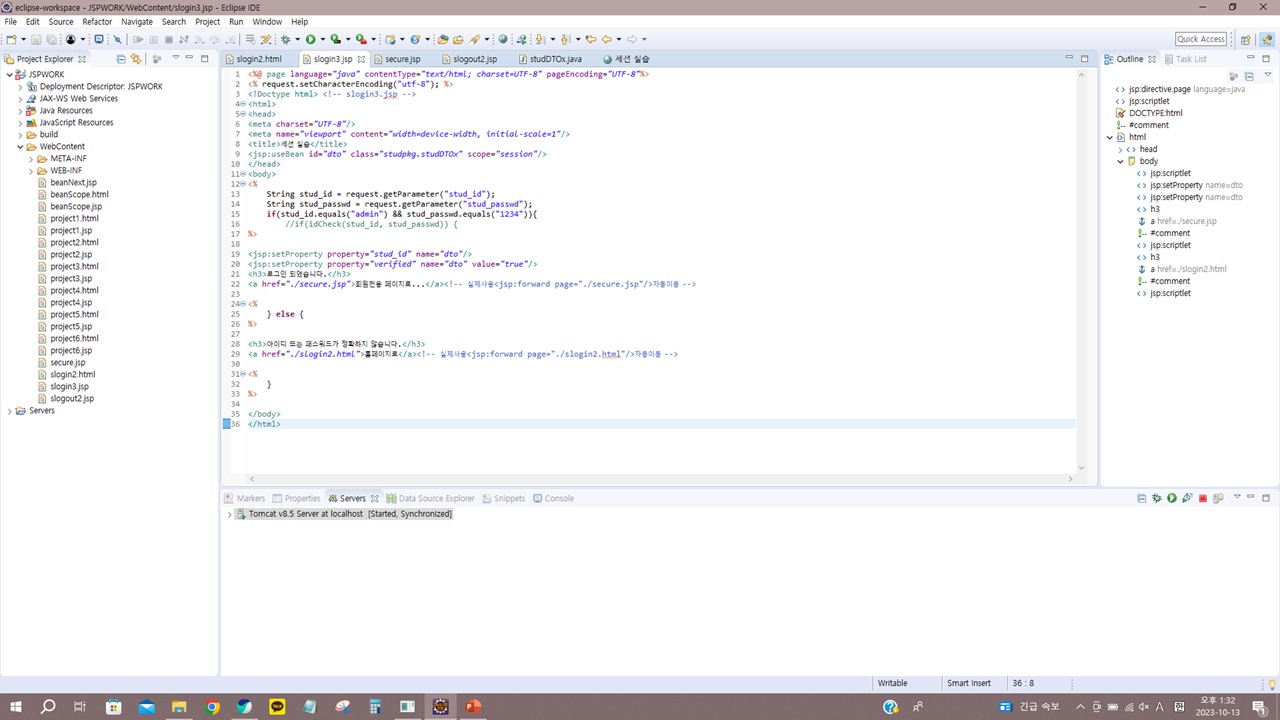 eclipse-workspace - JSPWORK/WebContent/slogin3.jsp - Eclipse IDE
File Edit Source Refactor Navigate Search Project Run Window Help
Quick Access
Project Explorer
JSPWORK
Deployment Descriptor: JSPWORK
JAX-WS Web Services
Java Resources
JavaScript Resources
build
WebContent
META-INF
WEB-INF
beanNext.jsp
beanScope.html
beanScope.jsp
project1.html
project1.jsp
project2.html
project2.jsp
project3.html
project3.jsp
project4.html
project4.jsp
project5.html
project5.jsp
project6.html
project6.jsp
secure.jsp
slogin2.html
slogin3.jsp
slogout2.jsp
Servers
slogin2.html slogin3.jsp secure.jsp slogout2.jsp studDTOx.java 세션 실습
1 <%@ page language="java" contentType="text/html; charset=UTF-8" pageEncoding="UTF-8"%>
2 <% request.setCharacterEncoding("utf-8"); %>
3 <!Doctype html> <!-- slogin3.jsp -->
4 <html>
5 <head>
6 <meta charset="UTF-8"/>
7 <meta name="viewport" content="width=device-width, initial-scale=1"/>
8 <title>세션 실습</title>
9 <jsp:useBean id="dto" class="studpkg.studDTOx" scope="session"/>
10 </head>
11 <body>
12 <%
13 String stud_id = request.getParameter("stud_id");
14 String stud_passwd = request.getParameter("stud_passwd");
15 if(stud_id.equals("admin") && stud_passwd.equals("1234")){
16 //if(idCheck(stud_id, stud_passwd)) {
17 %>
18
19 <jsp:setProperty property="stud_id" name="dto"/>
20 <jsp:setProperty property="verified" name="dto" value="true"/>
21 <h3>로그인 되었습니다.</h3>
22 <a href="./secure.jsp">회원전용 페이지로...</a><!-- 실제사용<jsp:forward page="./secure.jsp"/>자동이동 -->
23
24 <%
25 } else {
26 %>
27
28 <h3>아이디 또는 패스워드가 정확하지 않습니다.</h3>
29 <a href="./slogin2.html">홈페이지로</a><!-- 실제사용<jsp:forward page="./slogin2.html"/>자동이동 -->
30
31 <%
32 }
33 %>
34
35 </body>
36 </html>
Outline Task List
jsp:directive.page language=java
jsp:scriptlet
DOCTYPE:html
#comment
html
head
body
jsp:scriptlet
jsp:setProperty name=dto
jsp:setProperty name=dto
h3
a href=./secure.jsp
#comment
jsp:scriptlet
h3
a href=./slogin2.html
#comment
jsp:scriptlet
Markers Properties Servers Data Source Explorer Snippets Console
Tomcat v8.5 Server at localhost [Started, Synchronized]
Writable Smart Insert 36 : 8
TALK
긴급 속보
A
오후 1:32
2023-10-13
1